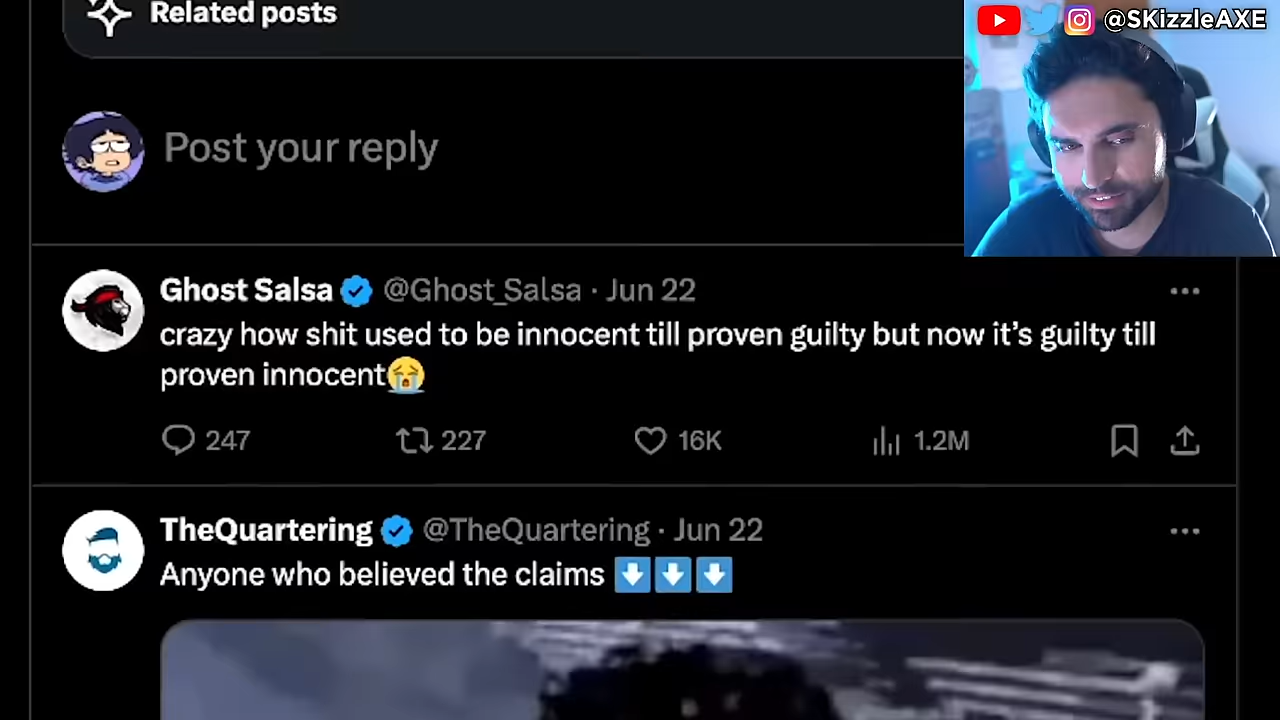 Related posts
@SKizzleAXE
Post your reply
Ghost Salsa @Ghost_Salsa · Jun 22
crazy how shit used to be innocent till proven guilty but now it's guilty till
proven innocent😭
247 227 16K 1.2M
TheQuartering @TheQuartering · Jun 22
Anyone who believed the claims ⬇️⬇️⬇️